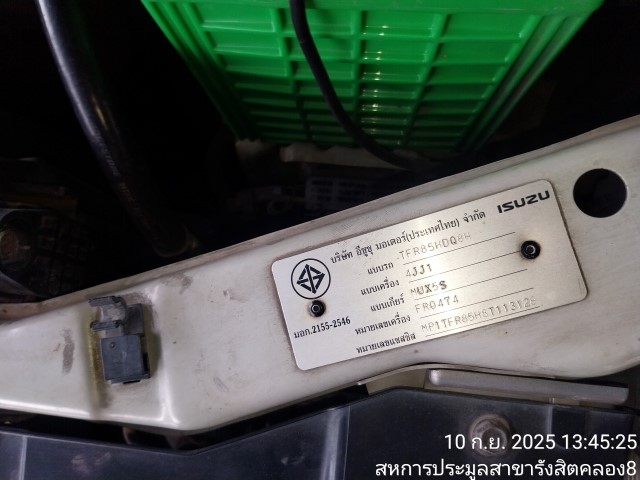 ISUZU
บริษัท อีซูซุ มอเตอร์(ประเทศไทย) จำกัด
แบบรถ TFR85HDQ8H
แบบเครื่อง 4JJ1
แบบเกียร์ MUX5S
หมายเลขเครื่อง FR0474
หมายเลขแชสซิส
มอก.2155-2546
10 ก.ย. 2025 13:45:25
สหการประมูลสาขารังสิตคลอง8